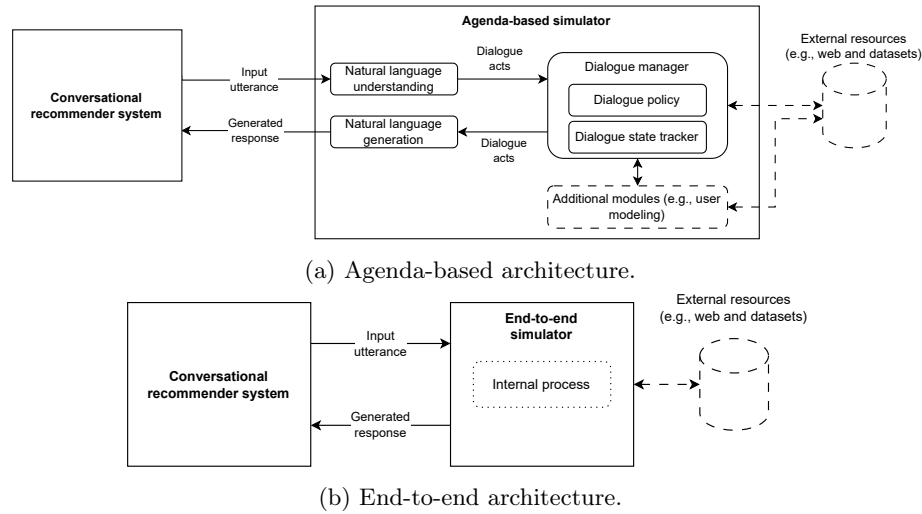 Agenda-based simulator
External resources
(e.g., web and datasets)
Conversational
recommender system
Input
utterance
Natural language
understanding
Dialogue
acts
Dialogue manager
Dialogue policy
Dialogue state tracker
Generated
response
Natural language
generation
Dialogue
acts
Additional modules (e.g., user
modeling)
(a) Agenda-based architecture.
External resources
(e.g., web and datasets)
End-to-end
simulator
Input
utterance
Conversational
recommender system
Internal process
Generated
response
(b) End-to-end architecture.